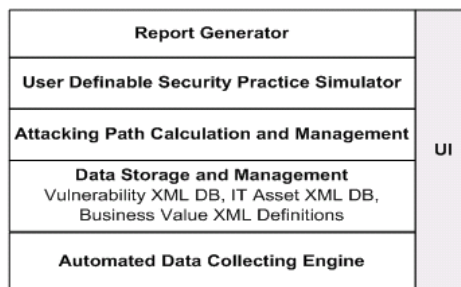 Report Generator
User Definable Security Practice Simulator
Attacking Path Calculation and Management
UI
Data Storage and Management
Vulnerability XML DB, IT Asset XML DB,
Business Value XML Definitions
Automated Data Collecting Engine